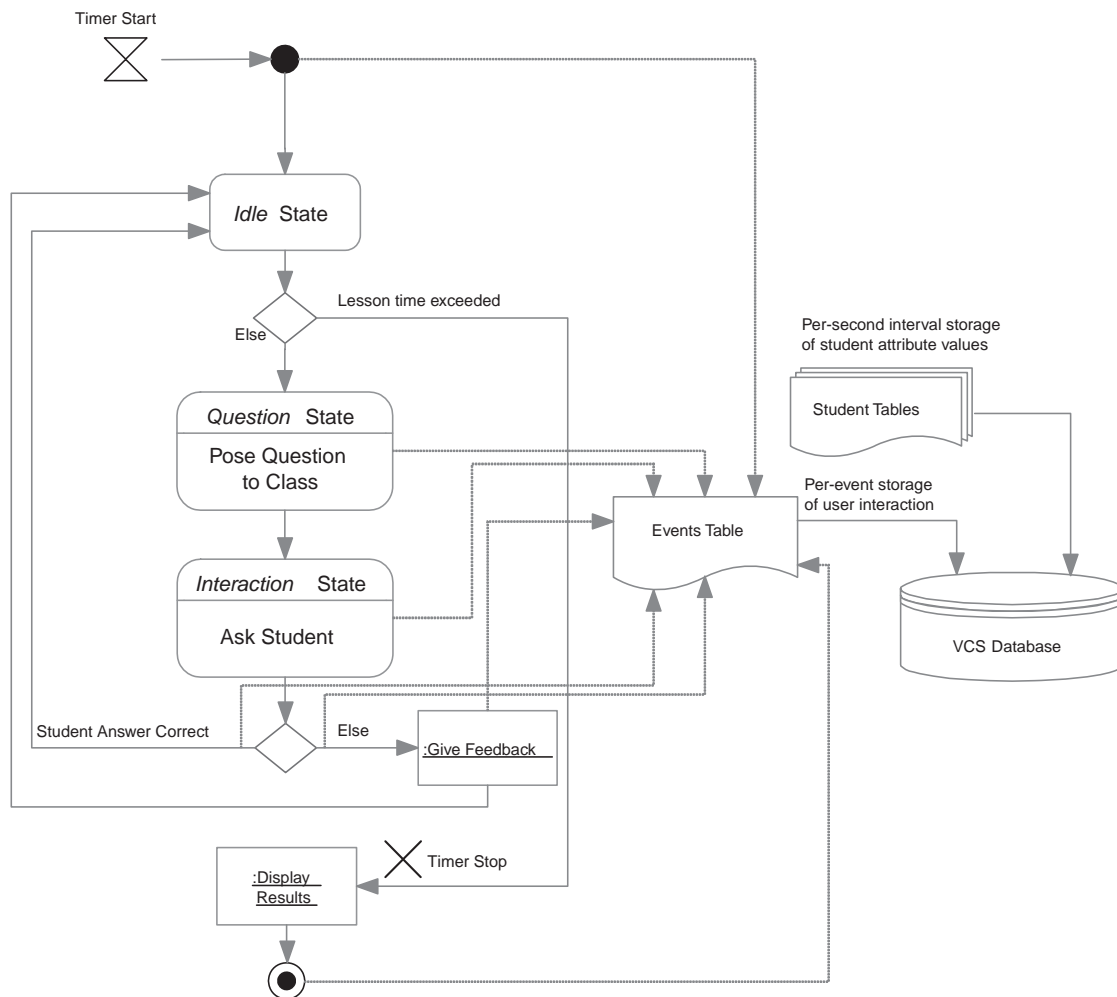 Timer Start
Idle State
Lesson time exceeded
Else
Per-second interval storage
of student attribute values
Question State
Student Tables
Pose Question
to Class
Per-event storage
of user interaction
Events Table
Interaction State
Ask Student
VCS Database
Student Answer Correct
Else
:Give Feedback
Timer Stop
:Display
Results